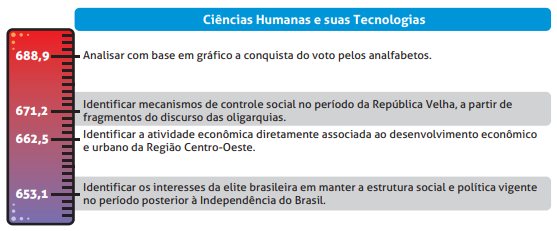 Ciências Humanas e suas Tecnologias
688,9 Analisar com base em gráfico a conquista do voto pelos analfabetos.
671,2 Identificar mecanismos de controle social no período da República Velha, a partir de
fragmentos do discurso das oligarquias.
662,5 Identificar a atividade econômica diretamente associada ao desenvolvimento econômico
e urbano da Região Centro-Oeste.
653,1 Identificar os interesses da elite brasileira em manter a estrutura social e política vigente
no período posterior à Independência do Brasil.